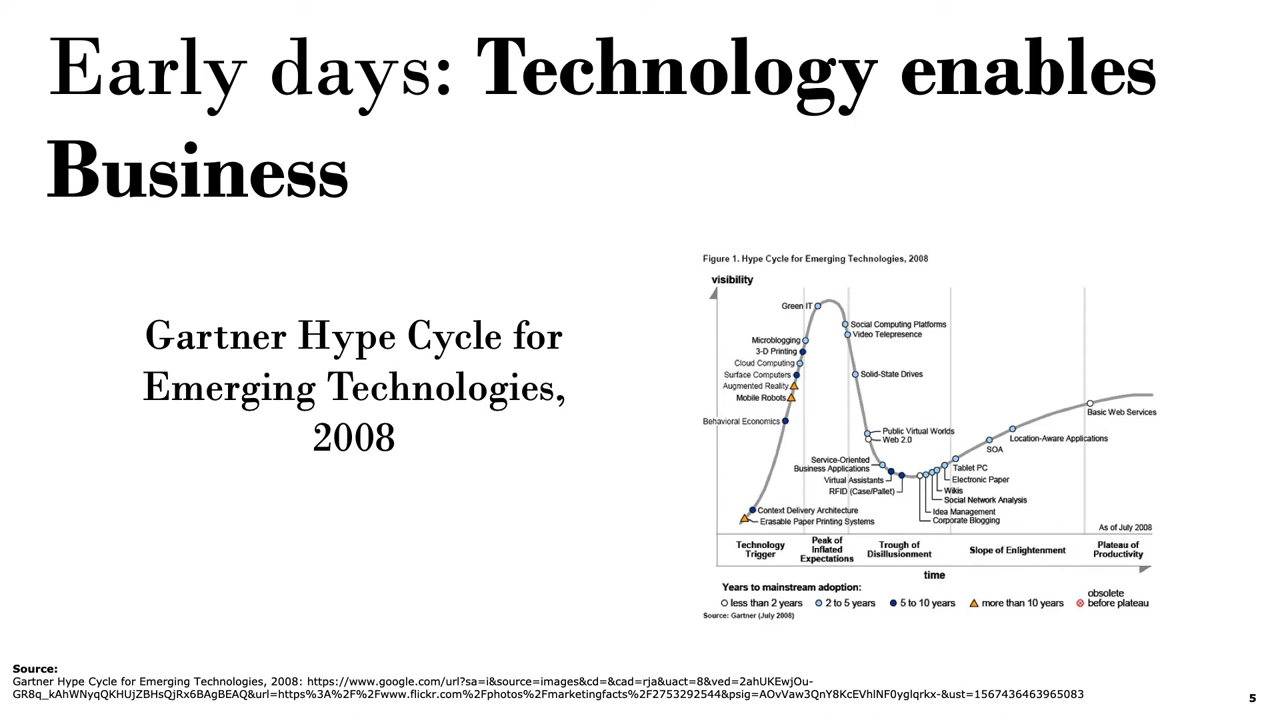 Early days: Technology enables
Business
Gartner Hype Cycle for
Emerging Technologies,
2008
Figure 1. Hype Cycle for Emerging Technologies, 2008
visibility
Green IT
Social Computing Platforms
Video Telepresence
Microblogging
3-D Printing
Cloud Computing
Surface Computers
Augmented Reality
Mobile Robots
Solid-State Drives
Behavioral Economics
Basic Web Services
Public Virtual Worlds
Web 2.0
Location-Aware Applications
SOA
Service-Oriented
Business Applications
Tablet PC
Virtual Assistants
Electronic Paper
RFID (Case/Pallet)
Wikis
Social Network Analysis
Context Delivery Architecture
Idea Management
Erasable Paper Printing Systems
Corporate Blogging
As of July 2008
Technology
Trigger
Peak of
Inflated
Expectations
Trough of
Disillusionment
Slope of Enlightenment
Plateau of
Productivity
time
Years to mainstream adoption:
less than 2 years
2 to 5 years
5 to 10 years
more than 10 years
obsolete
before plateau
Source: Gartner (July 2008)
Source:
Gartner Hype Cycle for Emerging Technologies, 2008: https://www.google.com/url?sa=i&source=images&cd=&cad=rja&uact=8&ved=2ahUKEwjOu-
GR8q_kAhWNyqQKHUjZBHsQjRx6BAgBEAQ&url=https%3A%2F%2Fwww.flickr.com%2Fphotos%2Fmarketingfacts%2F2753292544&psig=AOvVaw3QnY8KcEVhlNF0yglqrkx-&ust=1567436463965083
5